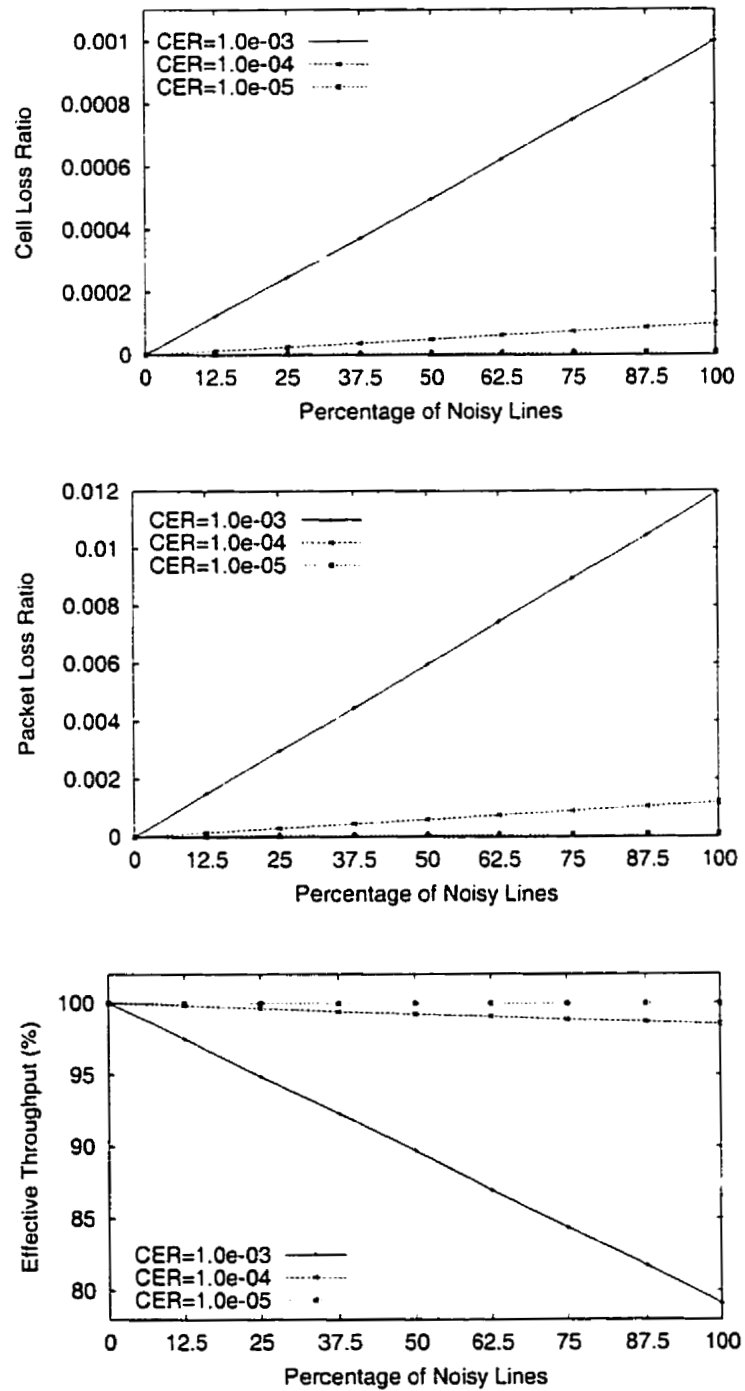 0.001
0.0008
0.0006
0.0004
0.0002
0
Cell Loss Ratio
CER=1.0e-03
CER=1.0e-04
CER=1.0e-05
0 12.5 25 37.5 50 62.5 75 87.5 100
Percentage of Noisy Lines
0.012
0.01
0.008
0.006
0.004
0.002
0
Packet Loss Ratio
CER=1.0e-03
CER=1.0e-04
CER=1.0e-05
0 12.5 25 37.5 50 62.5 75 87.5 100
Percentage of Noisy Lines
100
95
90
85
80
Effective Throughput (%)
CER=1.0e-03
CER=1.0e-04
CER=1.0e-05
0 12.5 25 37.5 50 62.5 75 87.5 100
Percentage of Noisy Lines